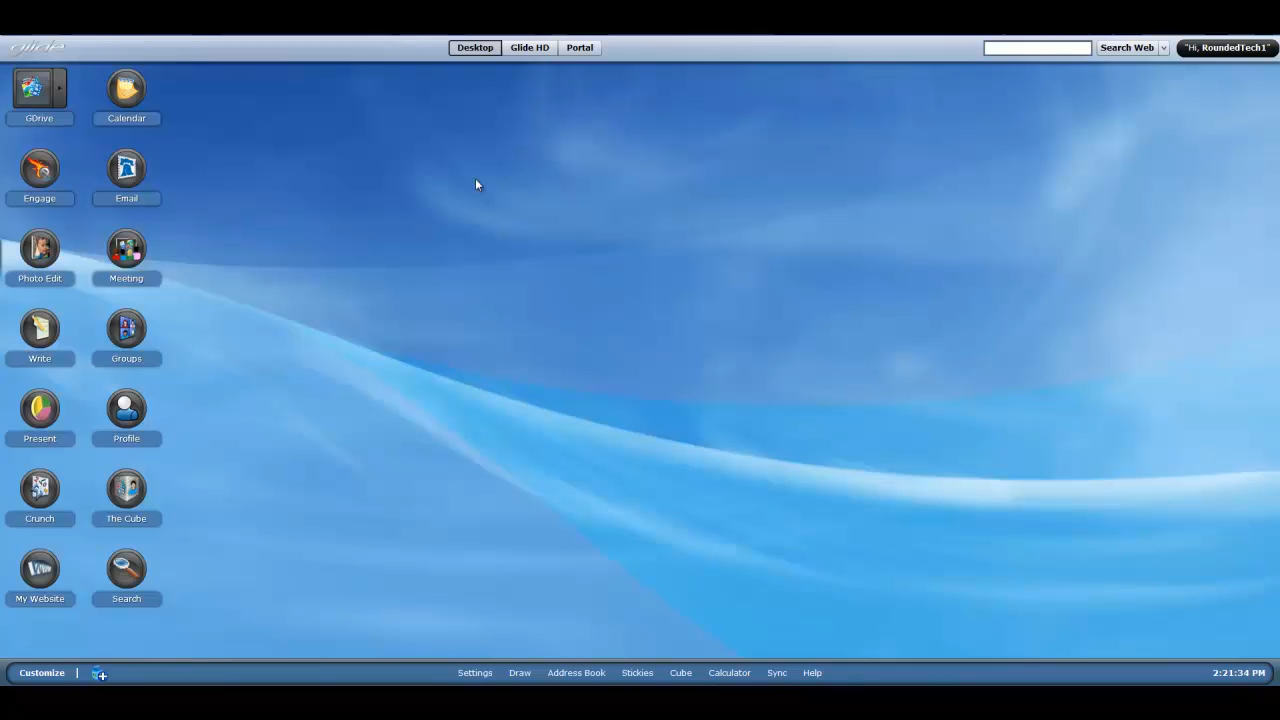 glide
Desktop
Glide HD
Portal
Search Web
"Hi, RoundedTech1"
GDrive
Calendar
Engage
Email
Photo Edit
Meeting
Write
Groups
Present
Profile
Crunch
The Cube
My Website
Search
Customize
Settings
Draw
Address Book
Stickies
Cube
Calculator
Sync
Help
2:21:34 PM